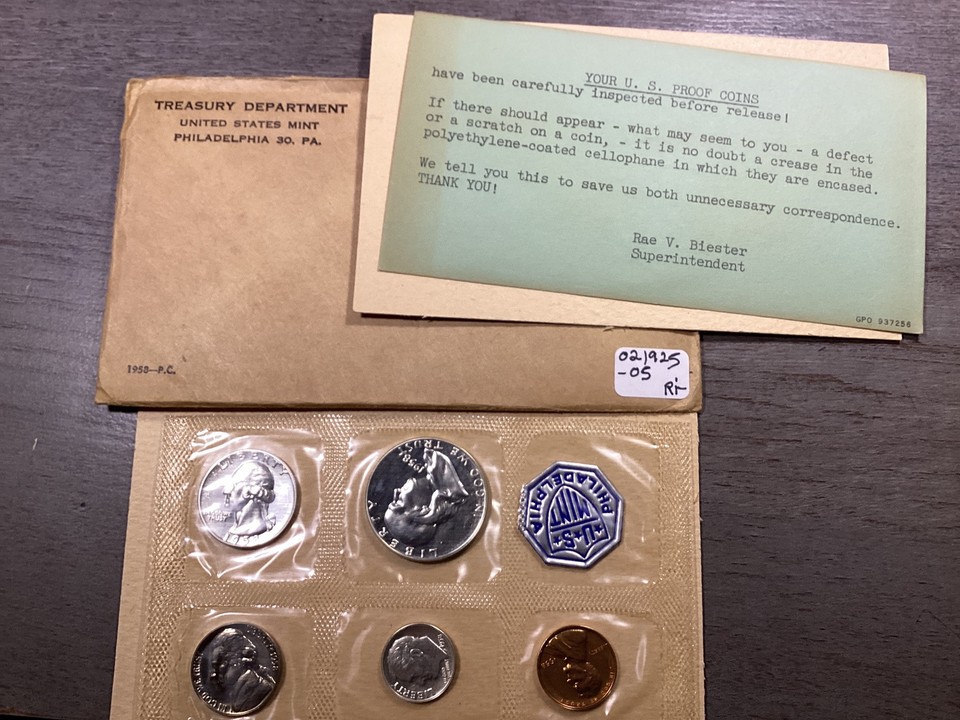 TREASURY DEPARTMENT
UNITED STATES MINT
PHILADELPHIA 30, PA.
1958—P.C.
021925
-05
Ri
YOUR U. S. PROOF COINS
have been carefully inspected before release!
If there should appear - what may seem to you - a defect
or a scratch on a coin, - it is no doubt a crease in the
polyethylene-coated cellophane in which they are encased.
We tell you this to save us both unnecessary correspondence.
THANK YOU!
Rae V. Biester
Superintendent
GPO 937256
LIBERTY
1958
LIBERTY
IN GOD WE TRUST
1958
U.S.
MINT
PHILADELPHIA
LIBERTY